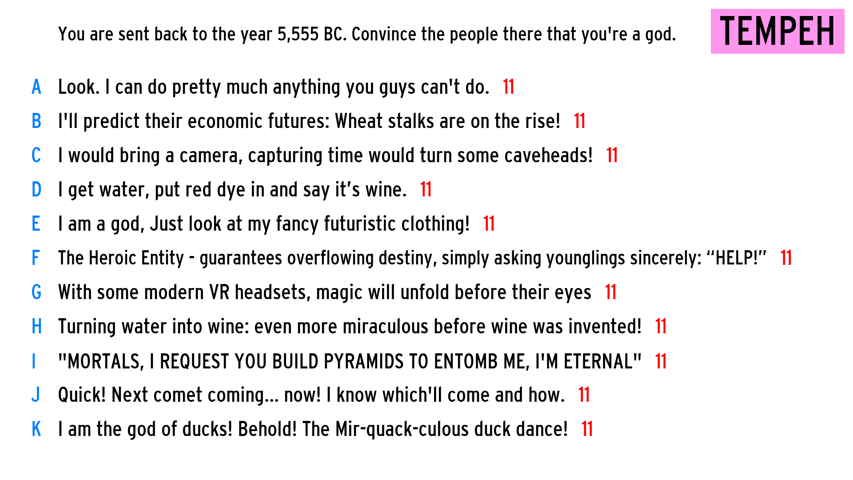 You are sent back to the year 5,555 BC. Convince the people there that you're a god.
TEMPEH
A Look. I can do pretty much anything you guys can't do. 11
B I'll predict their economic futures: Wheat stalks are on the rise! 11
C I would bring a camera, capturing time would turn some caveheads! 11
D I get water, put red dye in and say it’s wine. 11
E I am a god, Just look at my fancy futuristic clothing! 11
F The Heroic Entity - guarantees overflowing destiny, simply asking younglings sincerely: “HELP!” 11
G With some modern VR headsets, magic will unfold before their eyes 11
H Turning water into wine: even more miraculous before wine was invented! 11
I "MORTALS, I REQUEST YOU BUILD PYRAMIDS TO ENTOMB ME, I'M ETERNAL" 11
J Quick! Next comet coming... now! I know which'll come and how. 11
K I am the god of ducks! Behold! The Mir-quack-culous duck dance! 11